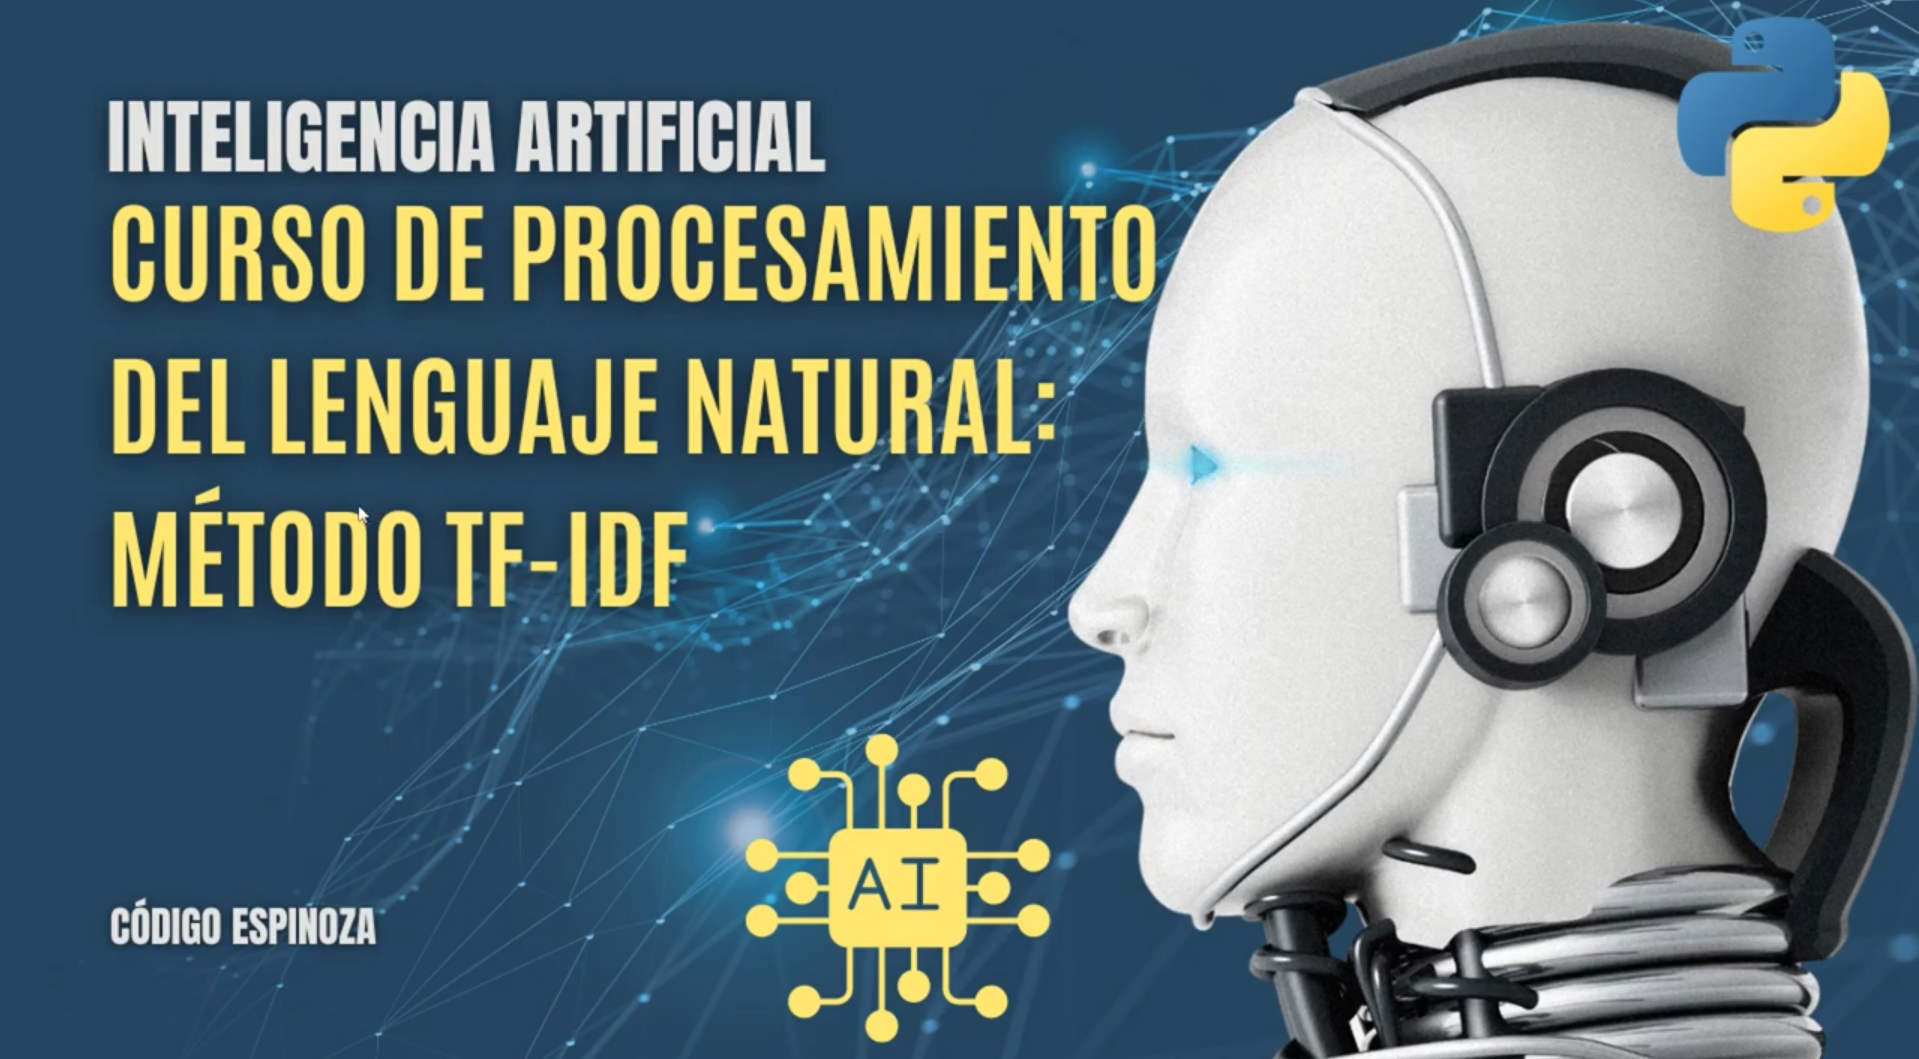 INTELIGENCIA ARTIFICIAL
CURSO DE PROCESAMIENTO
DEL LENGUAJE NATURAL:
MÉTODO TF-IDF
AI
CÓDIGO ESPINOZA